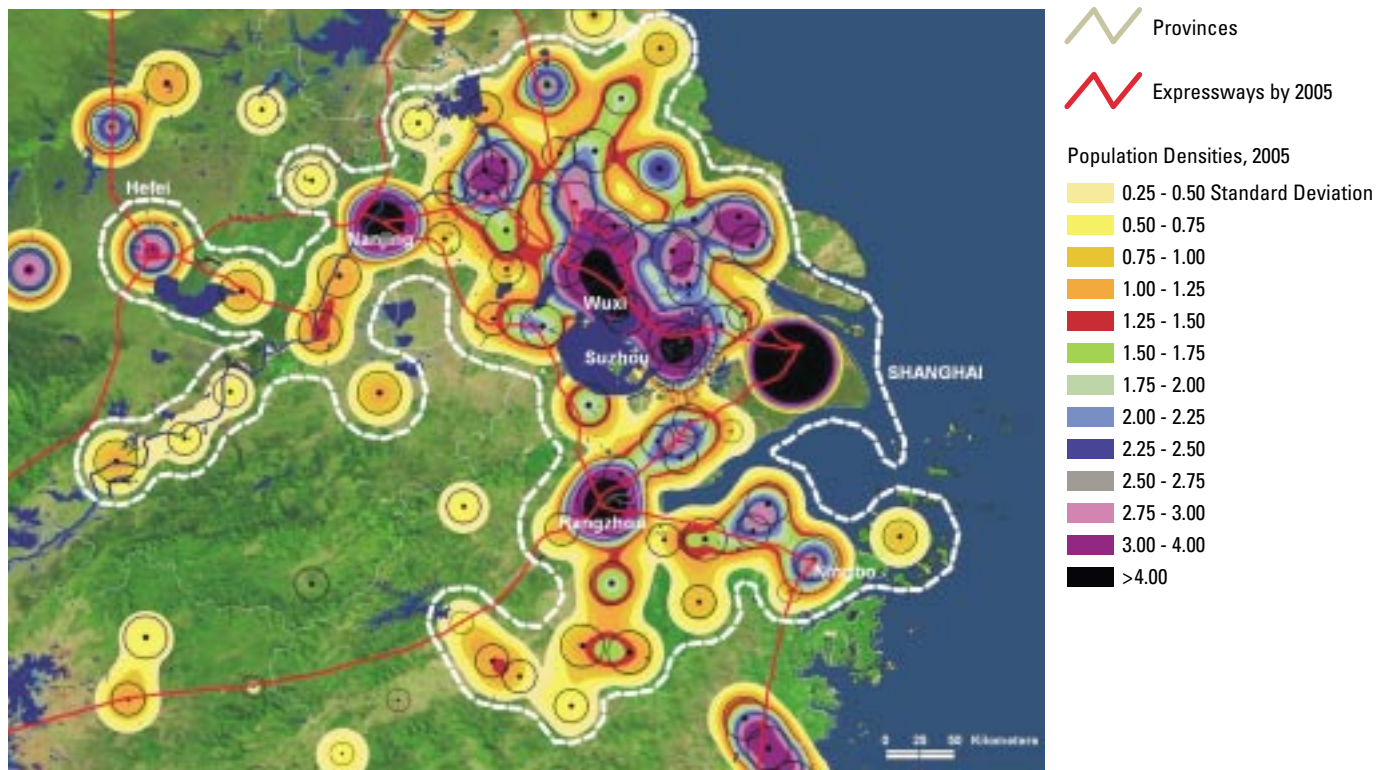 Provinces
Expressways by 2005
Population Densities, 2005
0.25 - 0.50 Standard Deviation
0.50 - 0.75
0.75 - 1.00
1.00 - 1.25
1.25 - 1.50
1.50 - 1.75
1.75 - 2.00
2.00 - 2.25
2.25 - 2.50
2.50 - 2.75
2.75 - 3.00
3.00 - 4.00
>4.00
Hefei
Nanjing
Wuxi
Suzhou
SHANGHAI
Hangzhou
Ningbo
0 25 50 Kilometers